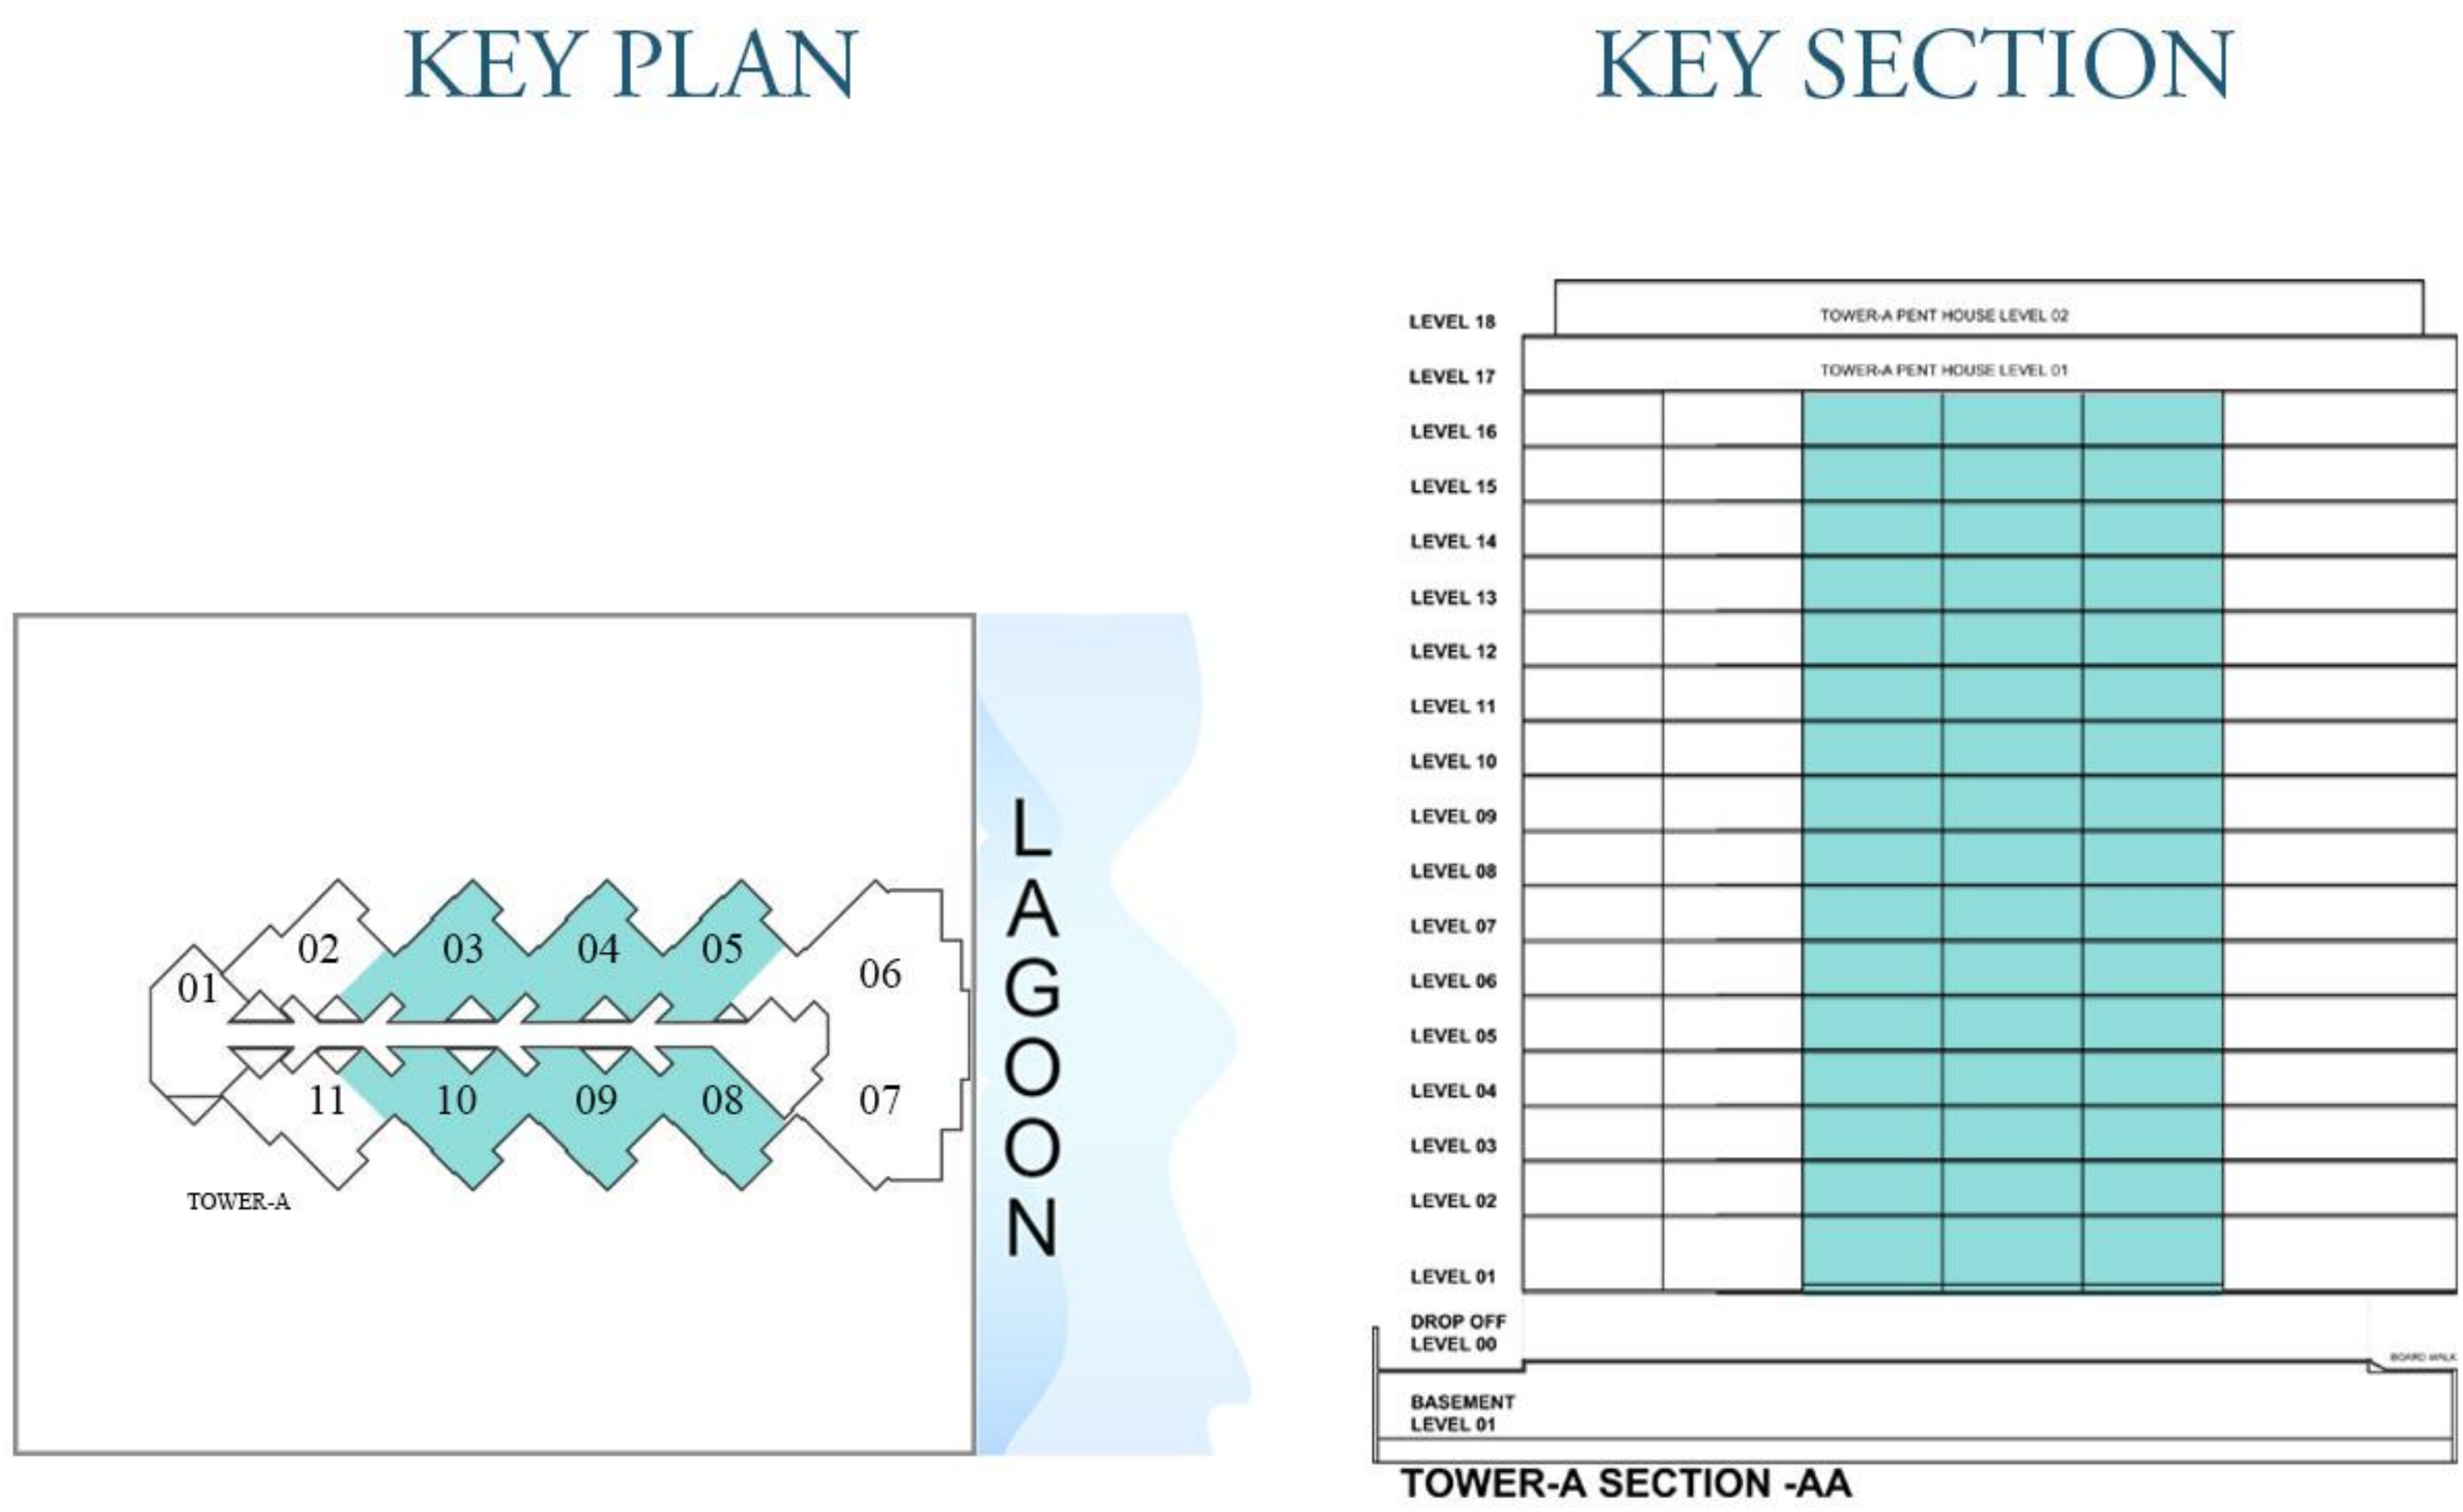 KEY PLAN
KEY SECTION
LEVEL 18
TOWER-A PENT HOUSE LEVEL 02
LEVEL 17
TOWER-A PENT HOUSE LEVEL 01
LEVEL 16
LEVEL 15
LEVEL 14
LEVEL 13
LEVEL 12
LEVEL 11
LEVEL 10
LEVEL 09
LEVEL 08
LEVEL 07
LEVEL 06
LEVEL 05
LEVEL 04
LEVEL 03
LEVEL 02
LEVEL 01
DROP OFF
LEVEL 00
BOARD WALK
BASEMENT
LEVEL 01
TOWER-A SECTION -AA
01
02
03
04
05
06
11
10
09
08
07
TOWER-A
LAGOON